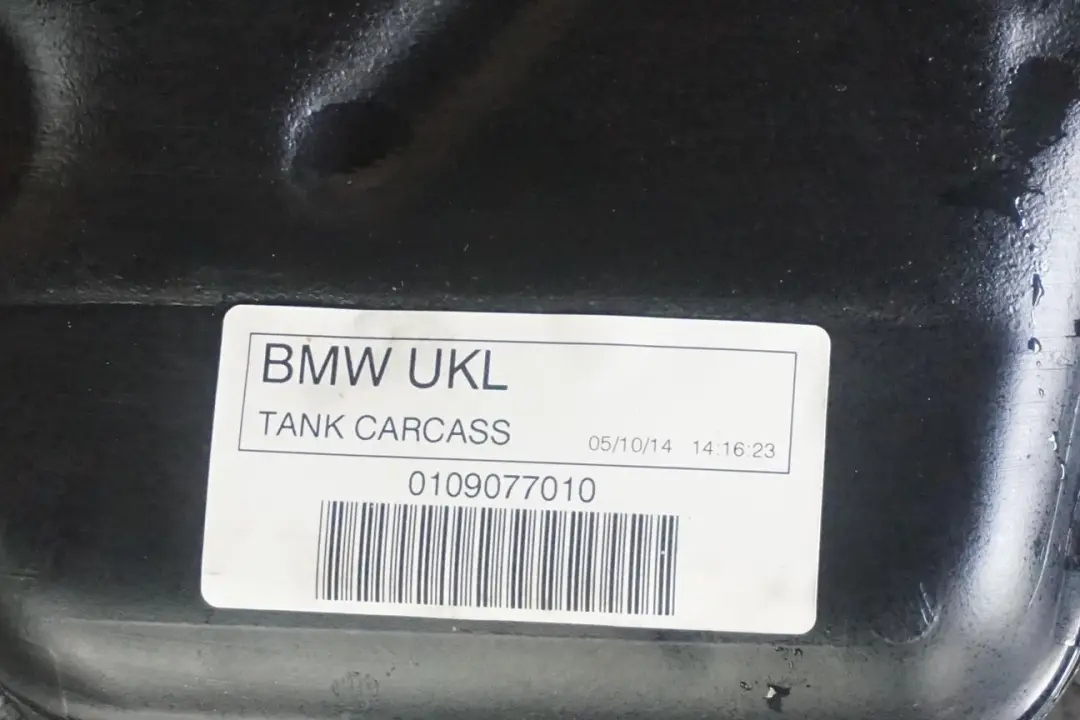 BMW UKL
TANK CARCASS 05/10/14 14:16:23
0109077010